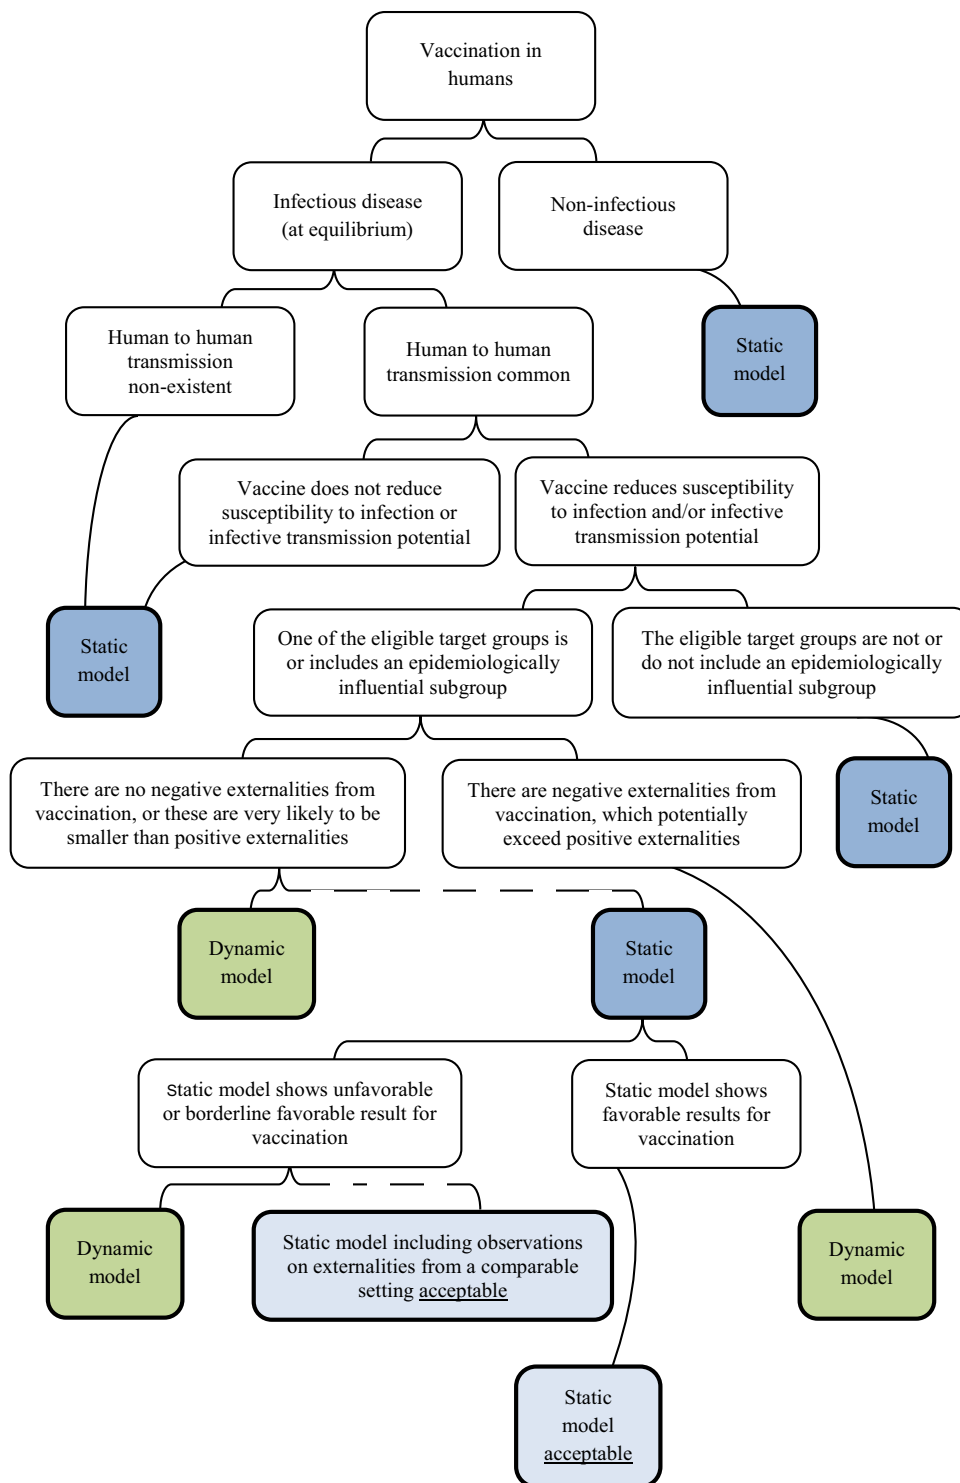 Vaccination in
humans
Infectious disease
(at equilibrium)
Non-infectious
disease
Human to human
transmission
non-existent
Human to human
transmission common
Static
model
Vaccine does not reduce
susceptibility to infection or
infective transmission potential
Vaccine reduces susceptibility
to infection and/or infective
transmission potential
Static
model
One of the eligible target groups is
or includes an epidemiologically
influential subgroup
The eligible target groups are not or
do not include an epidemiologically
influential subgroup
There are no negative externalities from
vaccination, or these are very likely to be
smaller than positive externalities
There are negative externalities from
vaccination, which potentially
exceed positive externalities
Static
model
Dynamic
model
Static
model
Static model shows unfavorable
or borderline favorable result for
vaccination
Static model shows
favorable results for
vaccination
Dynamic
model
Static model including observations
on externalities from a comparable
setting acceptable
Dynamic
model
Static
model
acceptable